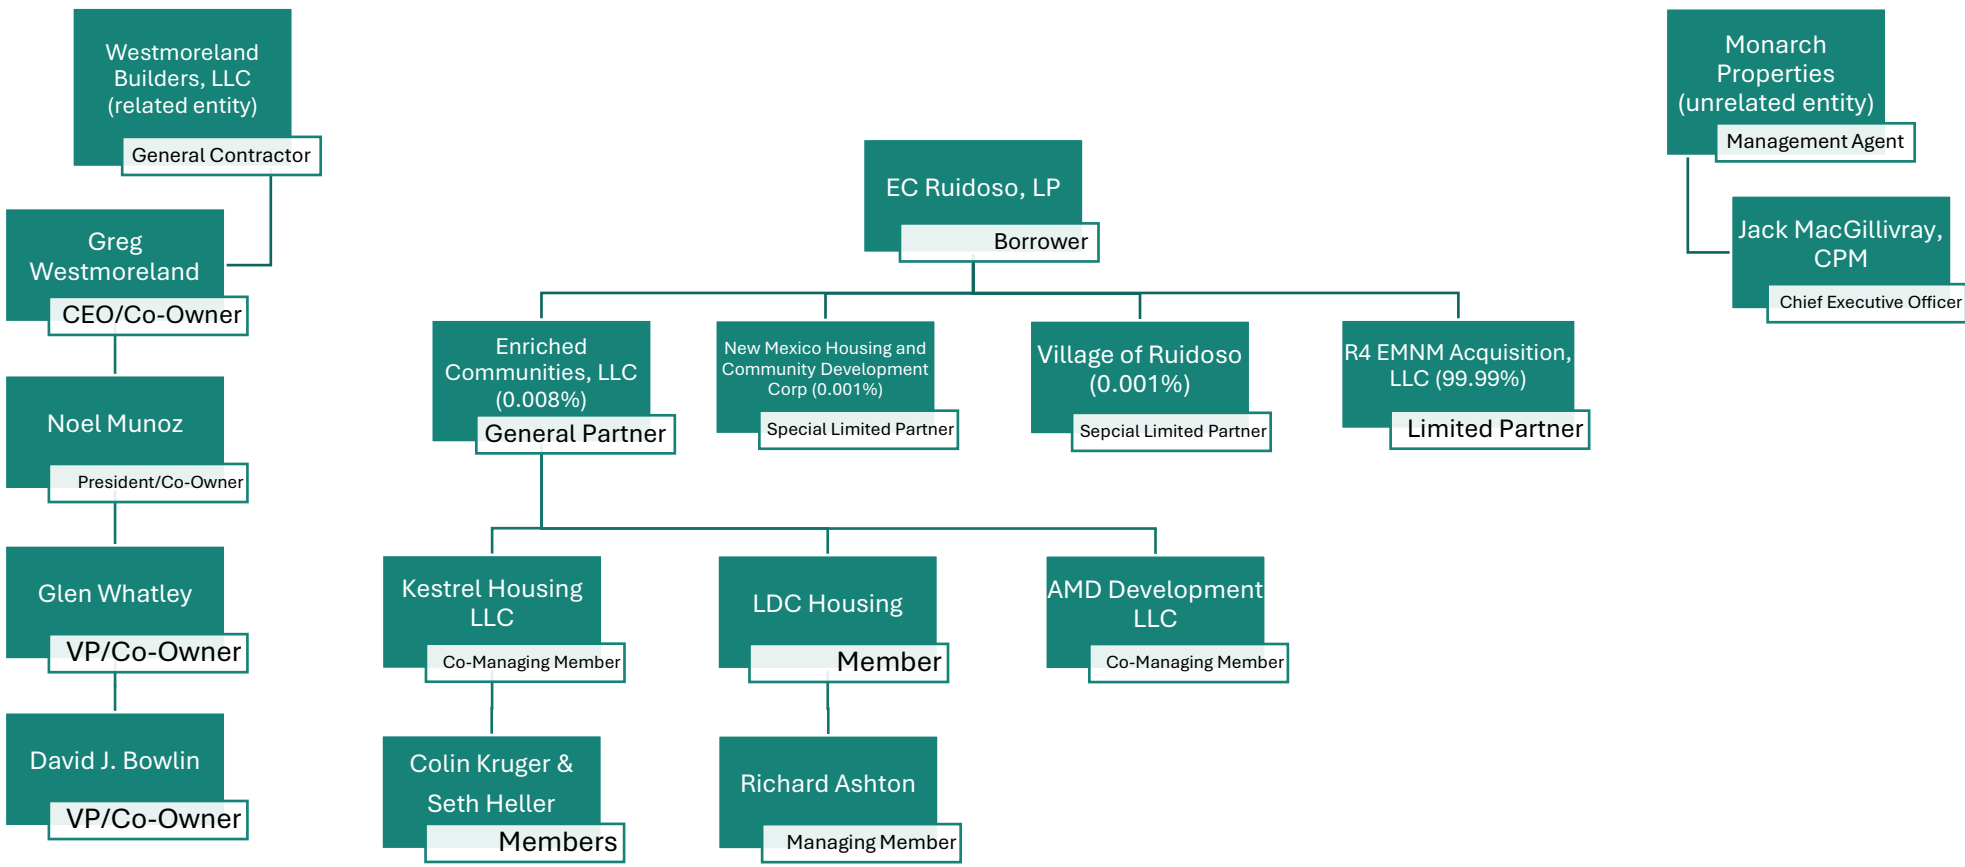 Westmoreland
Builders, LLC
(related entity)
General Contractor
Greg
Westmoreland
CEO/Co-Owner
Noel Munoz
President/Co-Owner
Glen Whatley
VP/Co-Owner
David J. Bowlin
VP/Co-Owner
EC Ruidoso, LP
Borrower
Enriched
Communities, LLC
(0.008%)
General Partner
New Mexico Housing and
Community Development
Corp (0.001%)
Special Limited Partner
Village of Ruidoso
(0.001%)
Sepcial Limited Partner
R4 EMNM Acquisition,
LLC (99.99%)
Limited Partner
Kestrel Housing
LLC
Co-Managing Member
LDC Housing
Member
AMD Development
LLC
Co-Managing Member
Colin Kruger &
Seth Heller
Members
Richard Ashton
Managing Member
Monarch
Properties
(unrelated entity)
Management Agent
Jack MacGillivray,
CPM
Chief Executive Officer